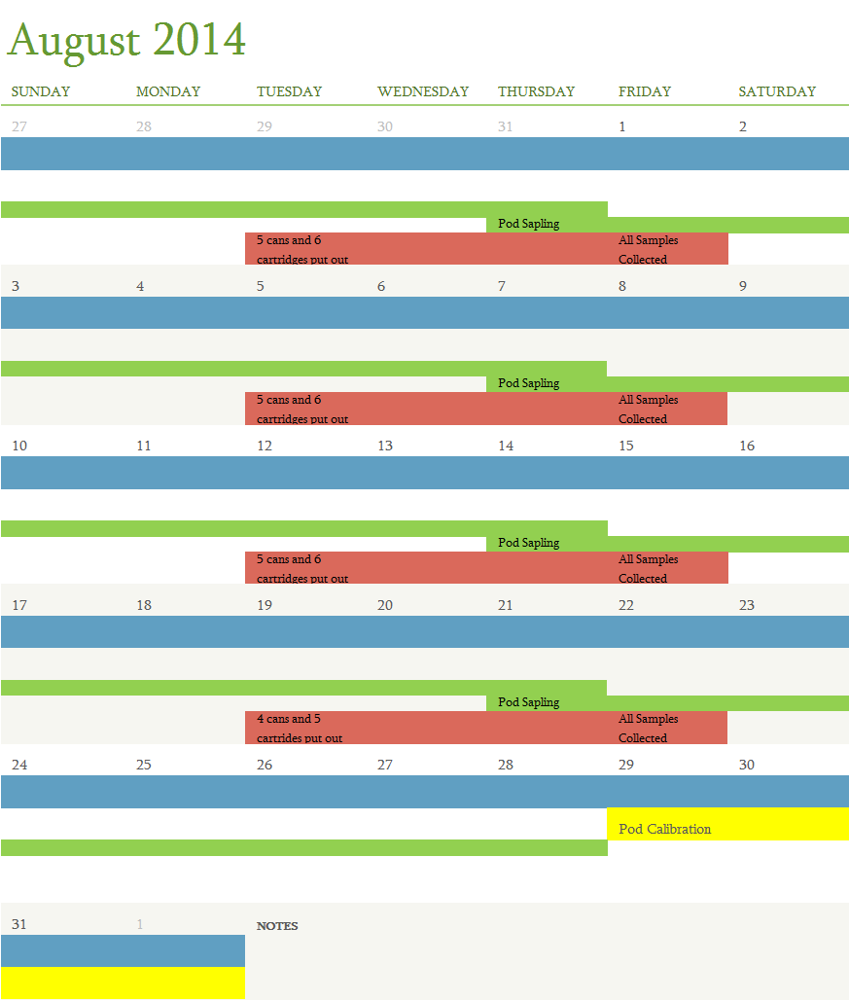 August 2014
SUNDAY MONDAY TUESDAY WEDNESDAY THURSDAY FRIDAY SATURDAY
27 28 29 30 31 1 2
Pod Sapling
5 cans and 6 All Samples
cartridges put out Collected
3 4 5 6 7 8 9
Pod Sapling
5 cans and 6 All Samples
cartridges put out Collected
10 11 12 13 14 15 16
Pod Sapling
5 cans and 6 All Samples
cartridges put out Collected
17 18 19 20 21 22 23
Pod Sapling
4 cans and 5 All Samples
cartrides put out Collected
24 25 26 27 28 29 30
Pod Calibration
31 1 NOTES